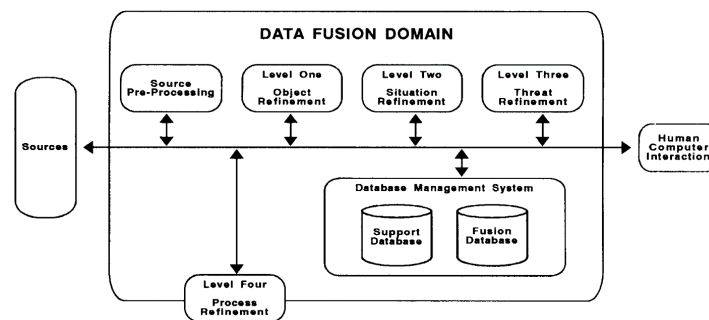 DATA FUSION DOMAIN
Source
Pre-Processing
Level One
Object
Refinement
Level Two
Situation
Refinement
Level Three
Threat
Refinement
Sources
Human
Computer
Interaction
Database Management System
Support
Database
Fusion
Database
Level Four
Process
Refinement